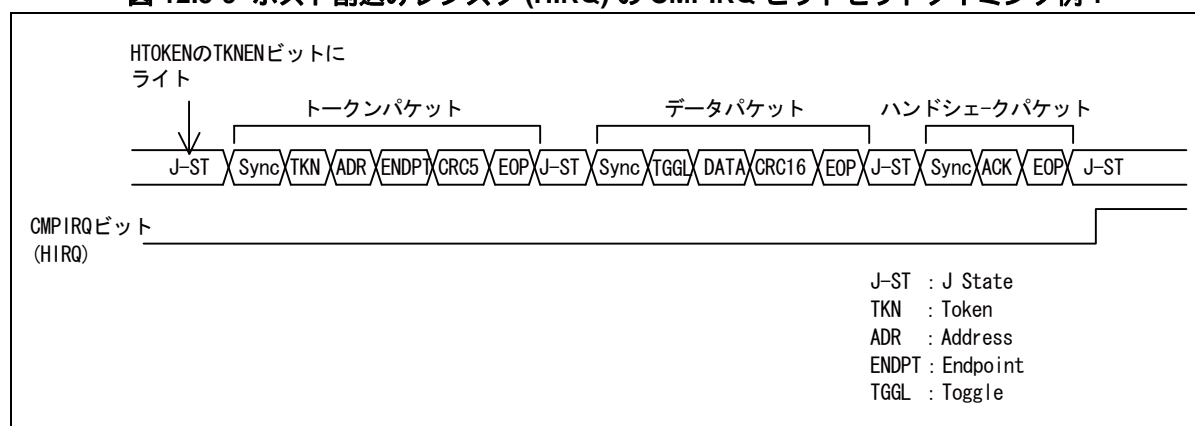 HTOKENのTKNENビットに
ライト
トークンパケット データパケット ハンドシェークパケット
J-ST Sync TKN ADR ENDPT CRC5 EOP J-ST Sync TGGL DATA CRC16 EOP J-ST Sync ACK EOP J-ST
CMPIRQビット
(HIRQ)
J-ST : J State
TKN : Token
ADR : Address
ENDPT : Endpoint
TGGL : Toggle